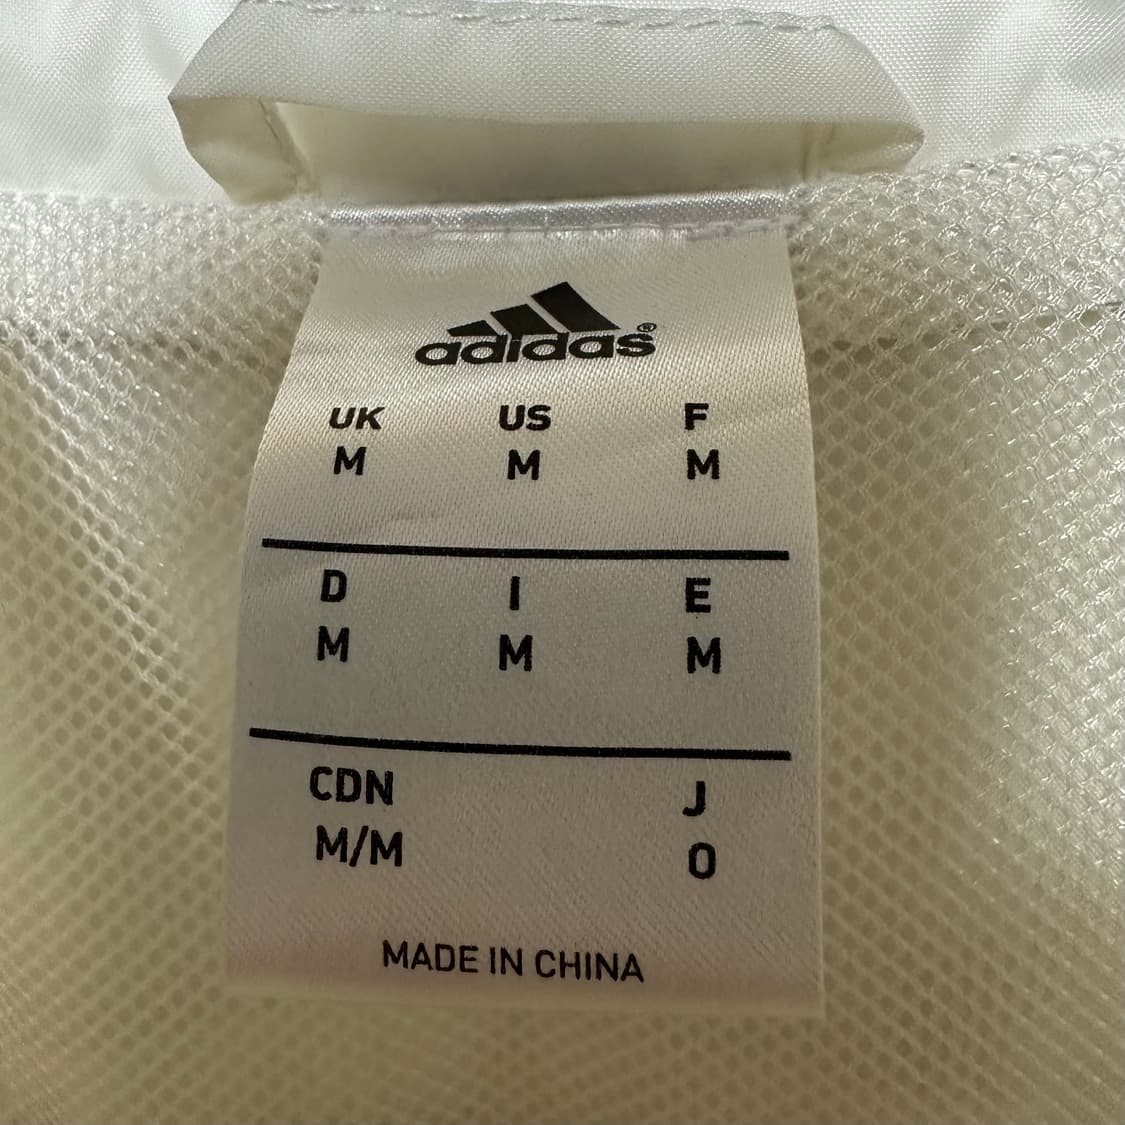 adidas®
UK US F
M M M
D I E
M M M
CDN J
M/M O
MADE IN CHINA